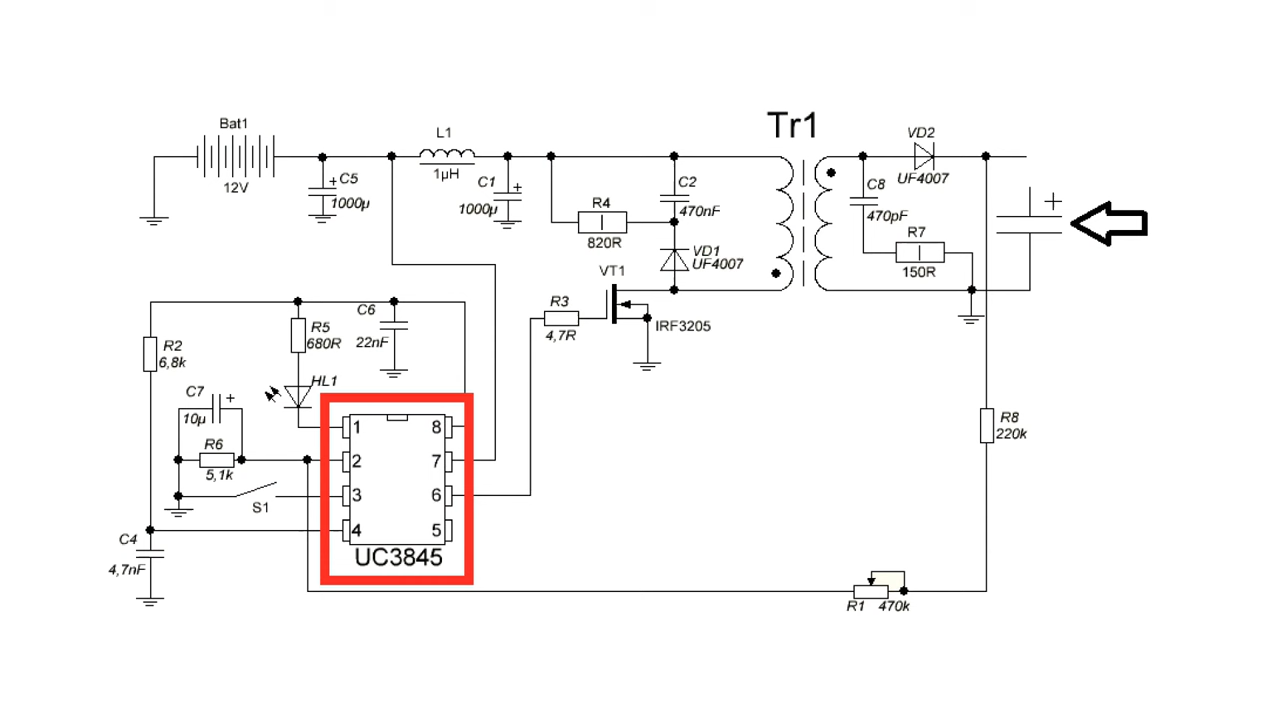 Tr1
Bat1
12V
L1
1µH
VD2
UF4007
+
C5
1000µ
C1
+
1000µ
C2
470nF
C8
470pF
+
R4
820R
R7
150R
VD1
UF4007
VT1
IRF3205
R3
4,7R
R2
6,8k
R5
680R
C6
22nF
HL1
C7
+
10µ
R6
5,1k
S1
1
8
2
7
3
6
4
5
UC3845
C4
4,7nF
R8
220k
R1
470k